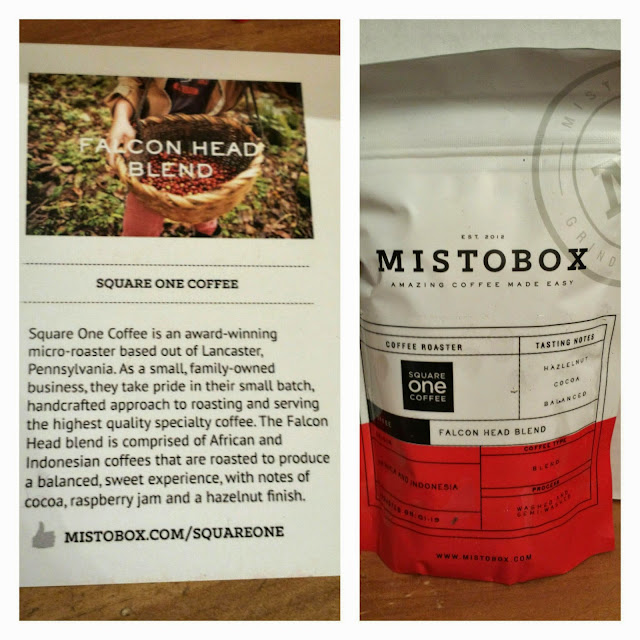 FALCON HEAD
BLEND
SQUARE ONE COFFEE
Square One Coffee is an award-winning
micro-roaster based out of Lancaster,
Pennsylvania. As a small, family-owned
business, they take pride in their small batch,
handcrafted approach to roasting and serving
the highest quality specialty coffee. The Falcon
Head blend is comprised of African and
Indonesian coffees that are roasted to produce
a balanced, sweet experience, with notes of
cocoa, raspberry jam and a hazelnut finish.
MISTOBOX.COM/SQUAREONE
EST. 2012
MISTOBOX
AMAZING COFFEE MADE EASY
COFFEE ROASTER
SQUARE
one
COFFEE
TASTING NOTES
HAZELNUT
COCOA
BALANCED
FALCON HEAD BLEND
AND INDONESIA
COFFEE TYPE
BLEND
PROCESS
WASHED AND
WWW.MISTOBOX.COM